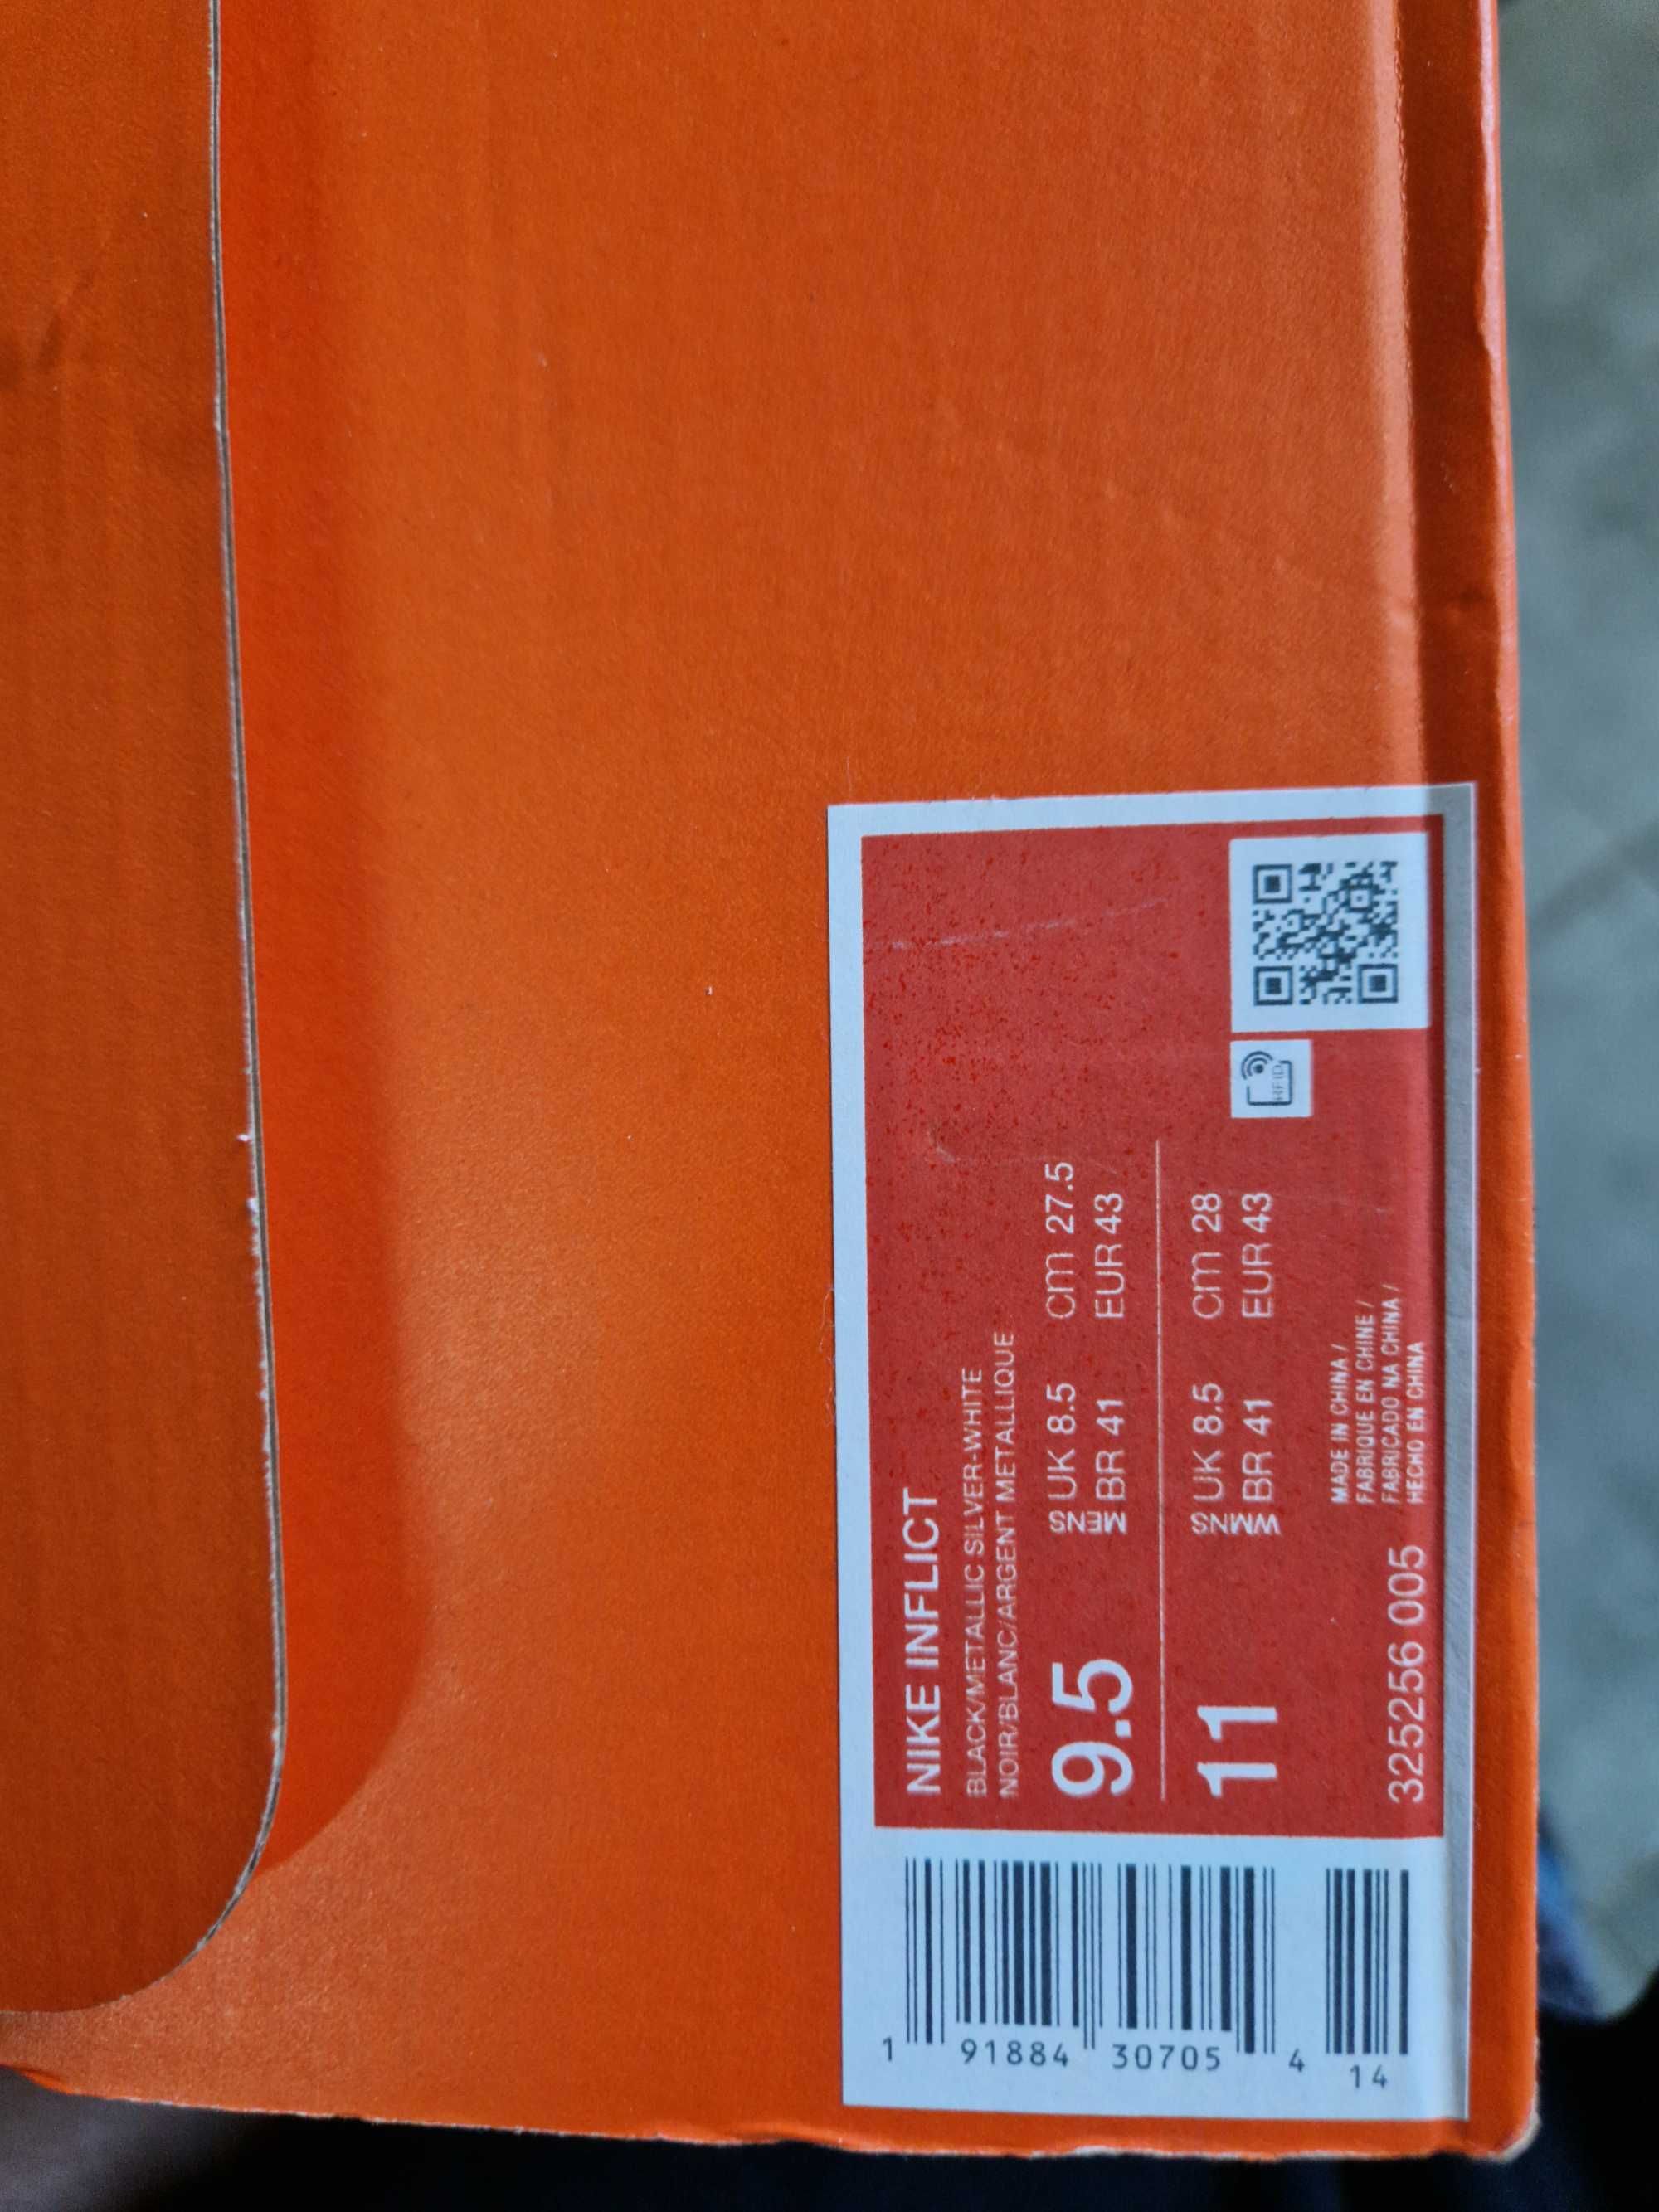 NIKE INFLICT
BLACK/METALLIC SILVER-WHITE
NOIR/BLANC/ARGENT METALLIQUE
9.5 MENS UK 8.5 cm 27.5
BR 41 EUR 43
11 WMNS UK 8.5 cm 28
BR 41 EUR 43
RFID
MADE IN CHINA /
FABRIQUE EN CHINE /
FABRICADO NA CHINA /
HECHO EN CHINA
325256 005
1 91884 30705 4
14